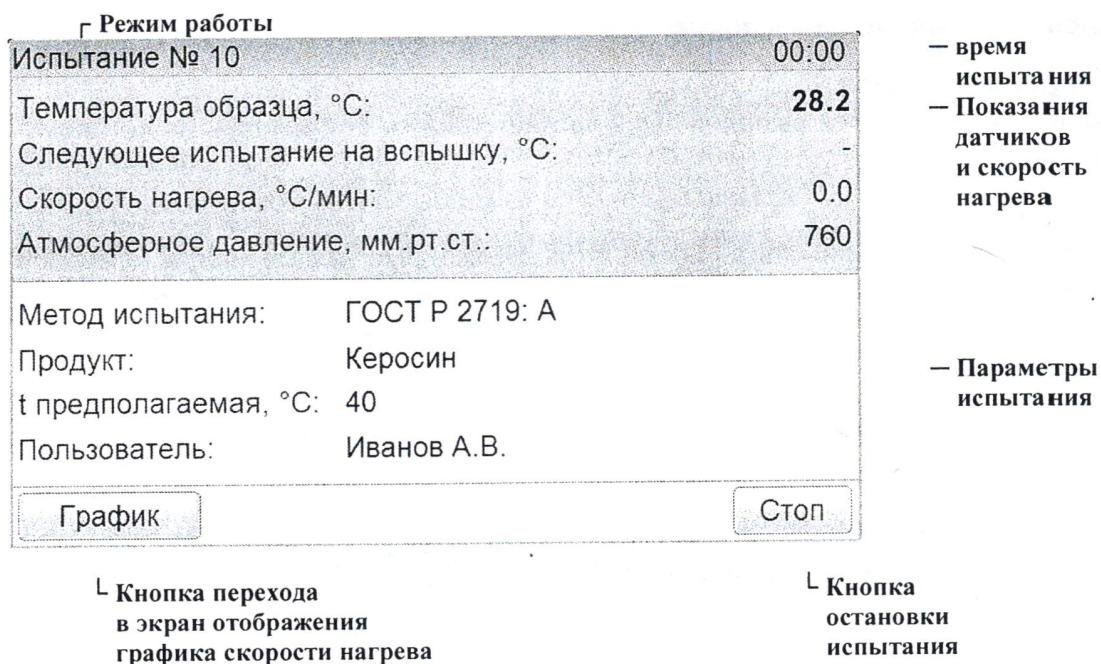 Режим работы
Испытание № 10 00:00
Температура образца, °C: 28.2
Следующее испытание на вспышку, °C: -
Скорость нагрева, °C/мин: 0.0
Атмосферное давление, мм.рт.ст.: 760
Метод испытания: ГОСТ Р 2719: А
Продукт: Керосин
t предполагаемая, °C: 40
Пользователь: Иванов А.В.
График Стоп
время
испытания
Показания
датчиков
и скорость
нагрева
Параметры
испытания
Кнопка перехода
в экран отображения
графика скорости нагрева
Кнопка
остановки
испытания